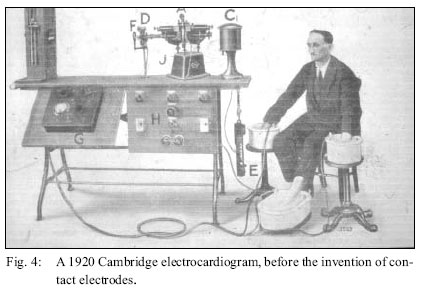 F
D
C
J
H
G
E
Fig. 4: A 1920 Cambridge electrocardiogram, before the invention of con-
tact electrodes.